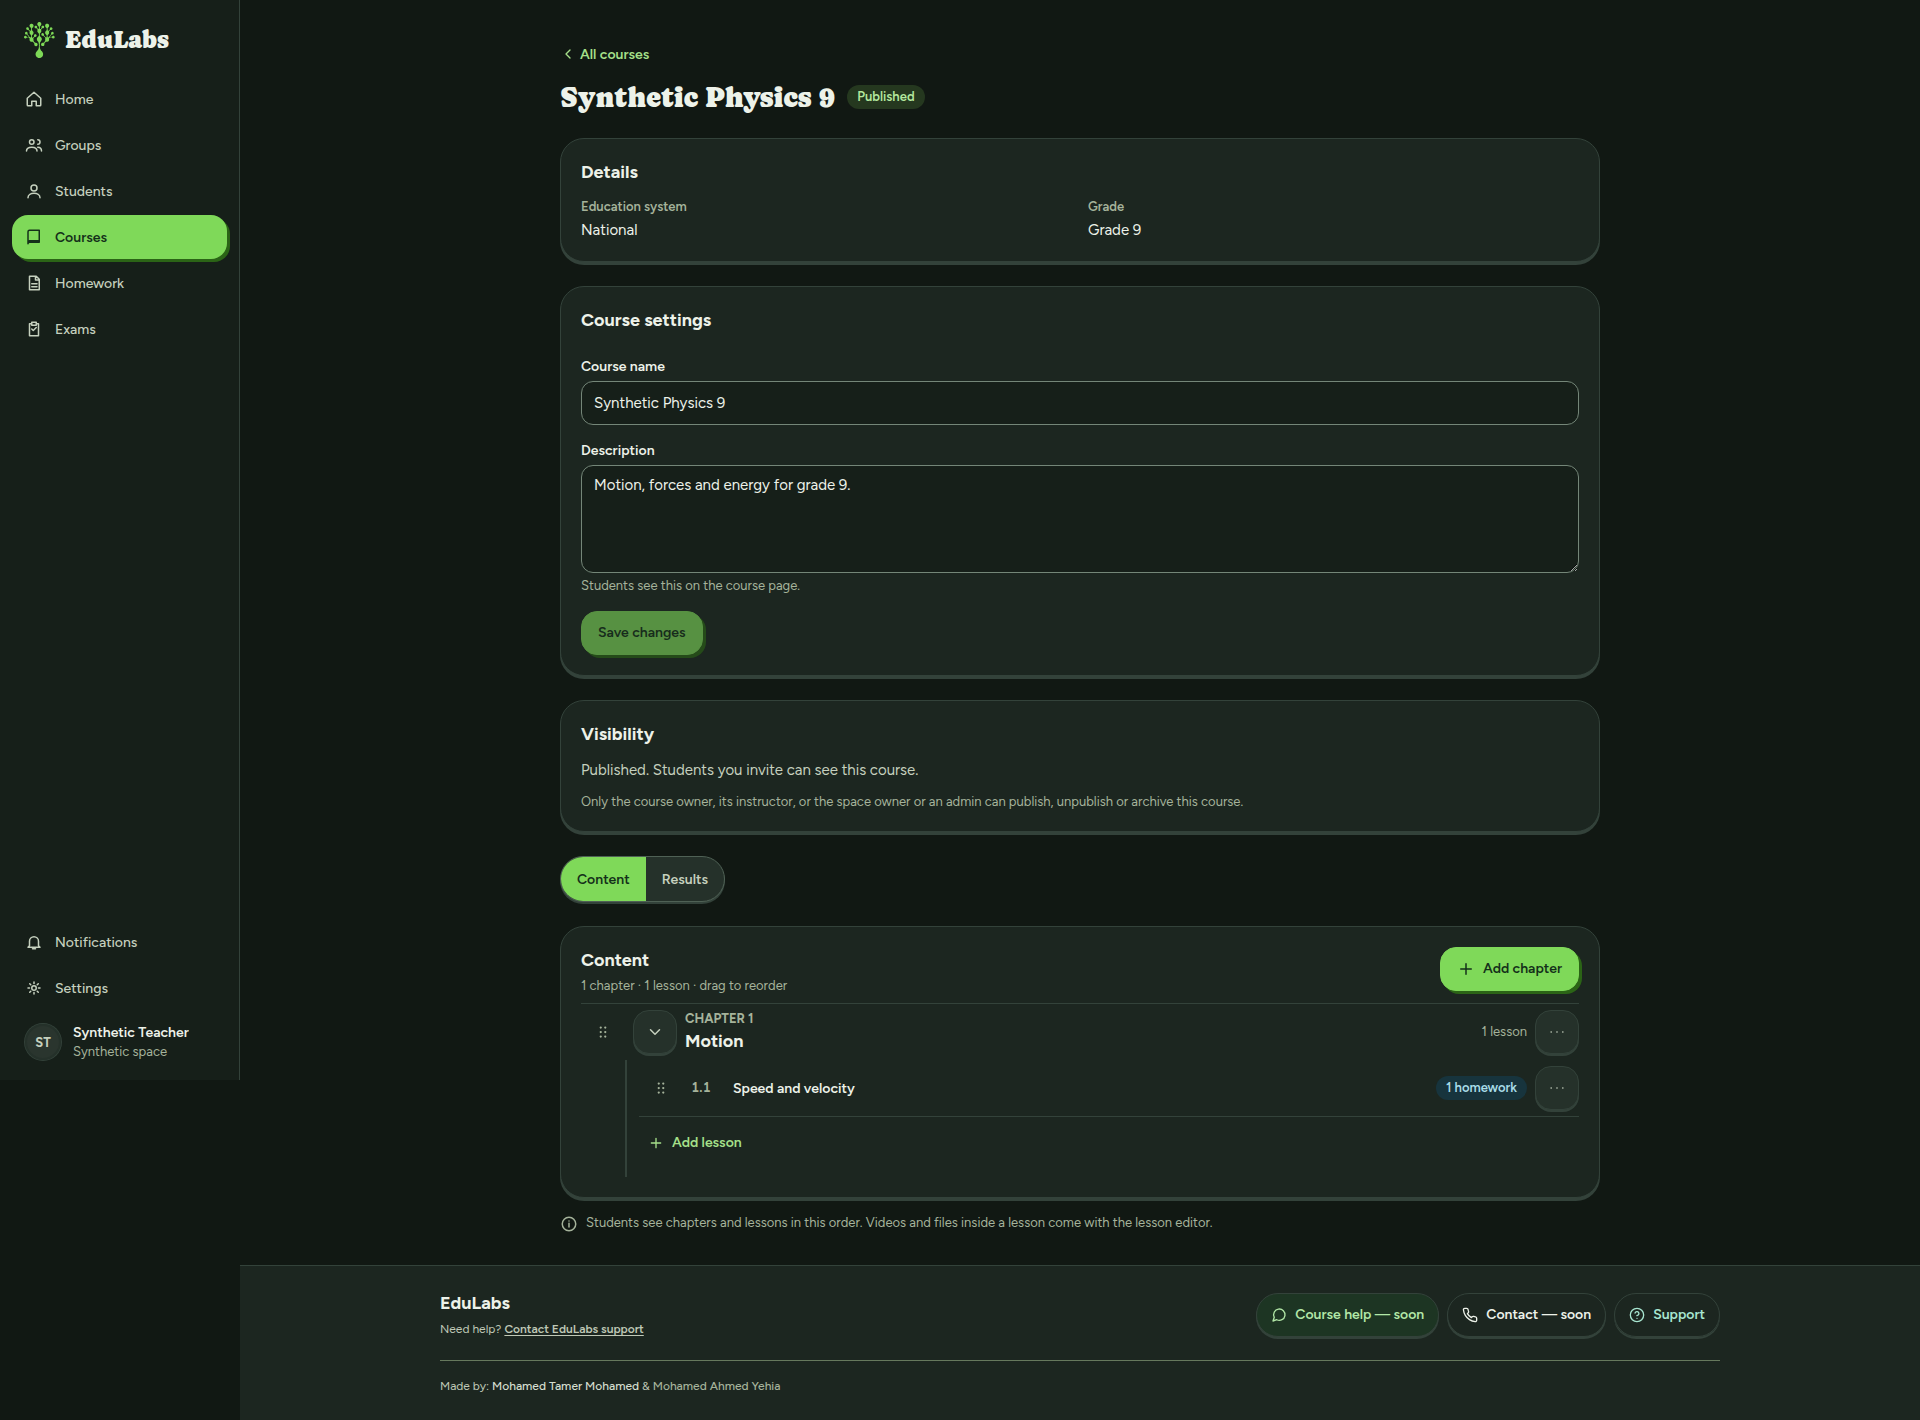 EduLabs
Home
Groups
Students
Courses
Homework
Exams
Notifications
Settings
ST
Synthetic Teacher
Synthetic space
All courses
Synthetic Physics 9 Published
Details
Education system Grade
National Grade 9
Course settings
Course name
Synthetic Physics 9
Description
Motion, forces and energy for grade 9.
Students see this on the course page.
Save changes
Visibility
Published. Students you invite can see this course.
Only the course owner, its instructor, or the space owner or an admin can publish, unpublish or archive this course.
Content Results
Content
1 chapter · 1 lesson · drag to reorder
Add chapter
CHAPTER 1
Motion
1 lesson
1.1 Speed and velocity 1 homework
Add lesson
Students see chapters and lessons in this order. Videos and files inside a lesson come with the lesson editor.
EduLabs
Need help? Contact EduLabs support
Course help — soon Contact — soon Support
Made by: Mohamed Tamer Mohamed & Mohamed Ahmed Yehia